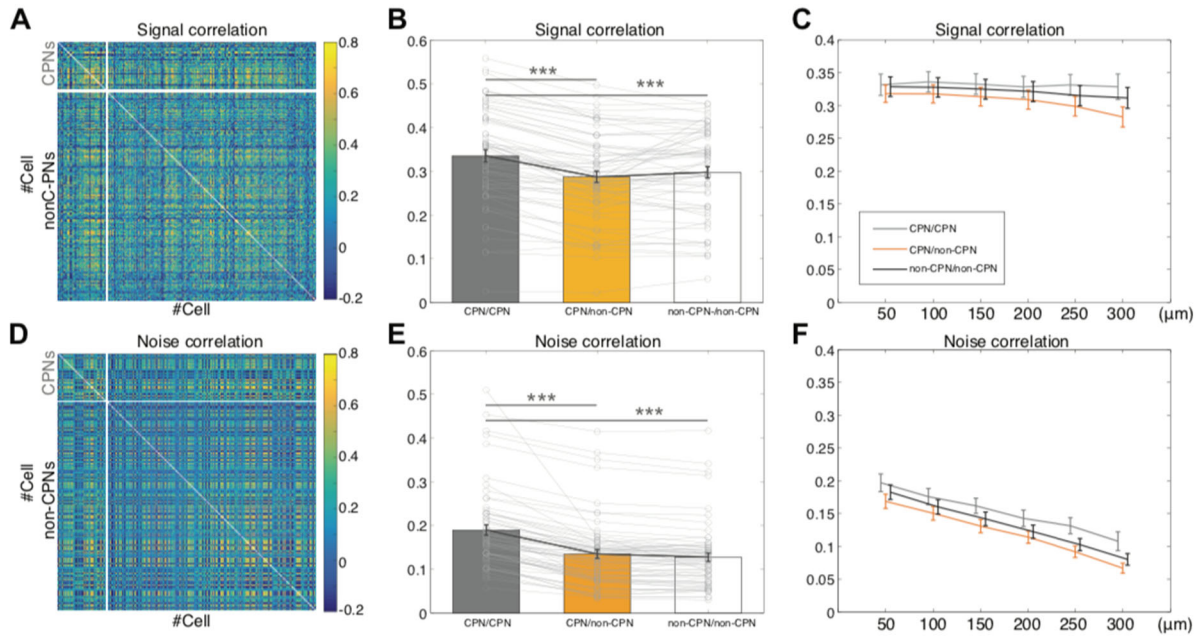 A
Signal correlation
CPNs
#Cell
nonC-PNs
#Cell
0.8
0.6
0.4
0.2
0
-0.2
B
Signal correlation
0.6
0.5
0.4
0.3
0.2
0.1
0
***
***
CPN/CPN
CPN/non-CPN
non-CPN-/non-CPN
C
Signal correlation
0.4
0.35
0.3
0.25
0.2
0.15
0.1
0.05
0
CPN/CPN
CPN/non-CPN
non-CPN/non-CPN
50 100 150 200 250 300 (μm)
D
Noise correlation
CPNs
#Cell
non-CPNs
#Cell
0.8
0.6
0.4
0.2
0
-0.2
E
Noise correlation
0.6
0.5
0.4
0.3
0.2
0.1
0
***
***
CPN/CPN
CPN/non-CPN
non-CPN/non-CPN
F
Noise correlation
0.4
0.35
0.3
0.25
0.2
0.15
0.1
0.05
0
50 100 150 200 250 300 (μm)